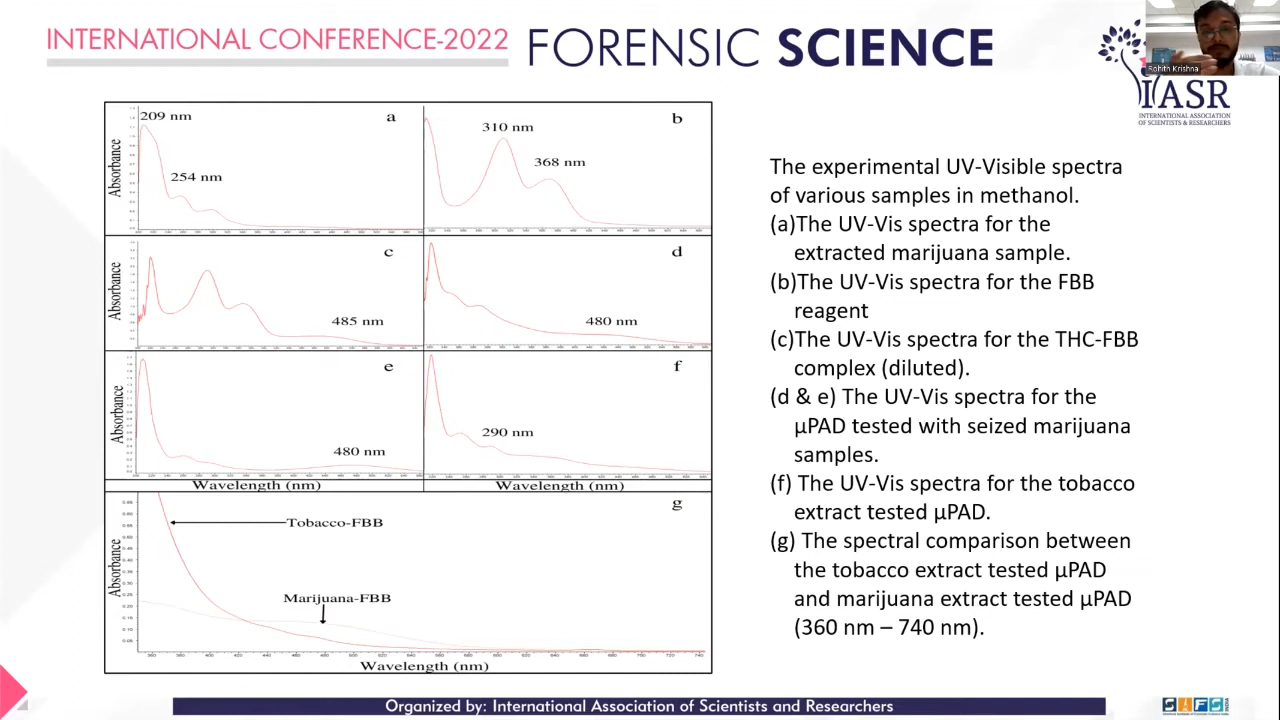 INTERNATIONAL CONFERENCE-2022 FORENSIC SCIENCE
Rohith Krishna
IASR
INTERNATIONAL ASSOCIATION
OF SCIENTISTS & RESEARCHERS
209 nm
254 nm
a
Absorbance
310 nm
368 nm
b
c
485 nm
Absorbance
d
480 nm
e
480 nm
Absorbance
Wavelength (nm)
f
290 nm
Wavelength (nm)
g
Tobacco-FBB
Marijuana-FBB
Absorbance
Wavelength (nm)
The experimental UV-Visible spectra
of various samples in methanol.
(a)The UV-Vis spectra for the
extracted marijuana sample.
(b)The UV-Vis spectra for the FBB
reagent
(c)The UV-Vis spectra for the THC-FBB
complex (diluted).
(d & e) The UV-Vis spectra for the
µPAD tested with seized marijuana
samples.
(f) The UV-Vis spectra for the tobacco
extract tested µPAD.
(g) The spectral comparison between
the tobacco extract tested µPAD
and marijuana extract tested µPAD
(360 nm – 740 nm).
Organized by: International Association of Scientists and Researchers
SIFS